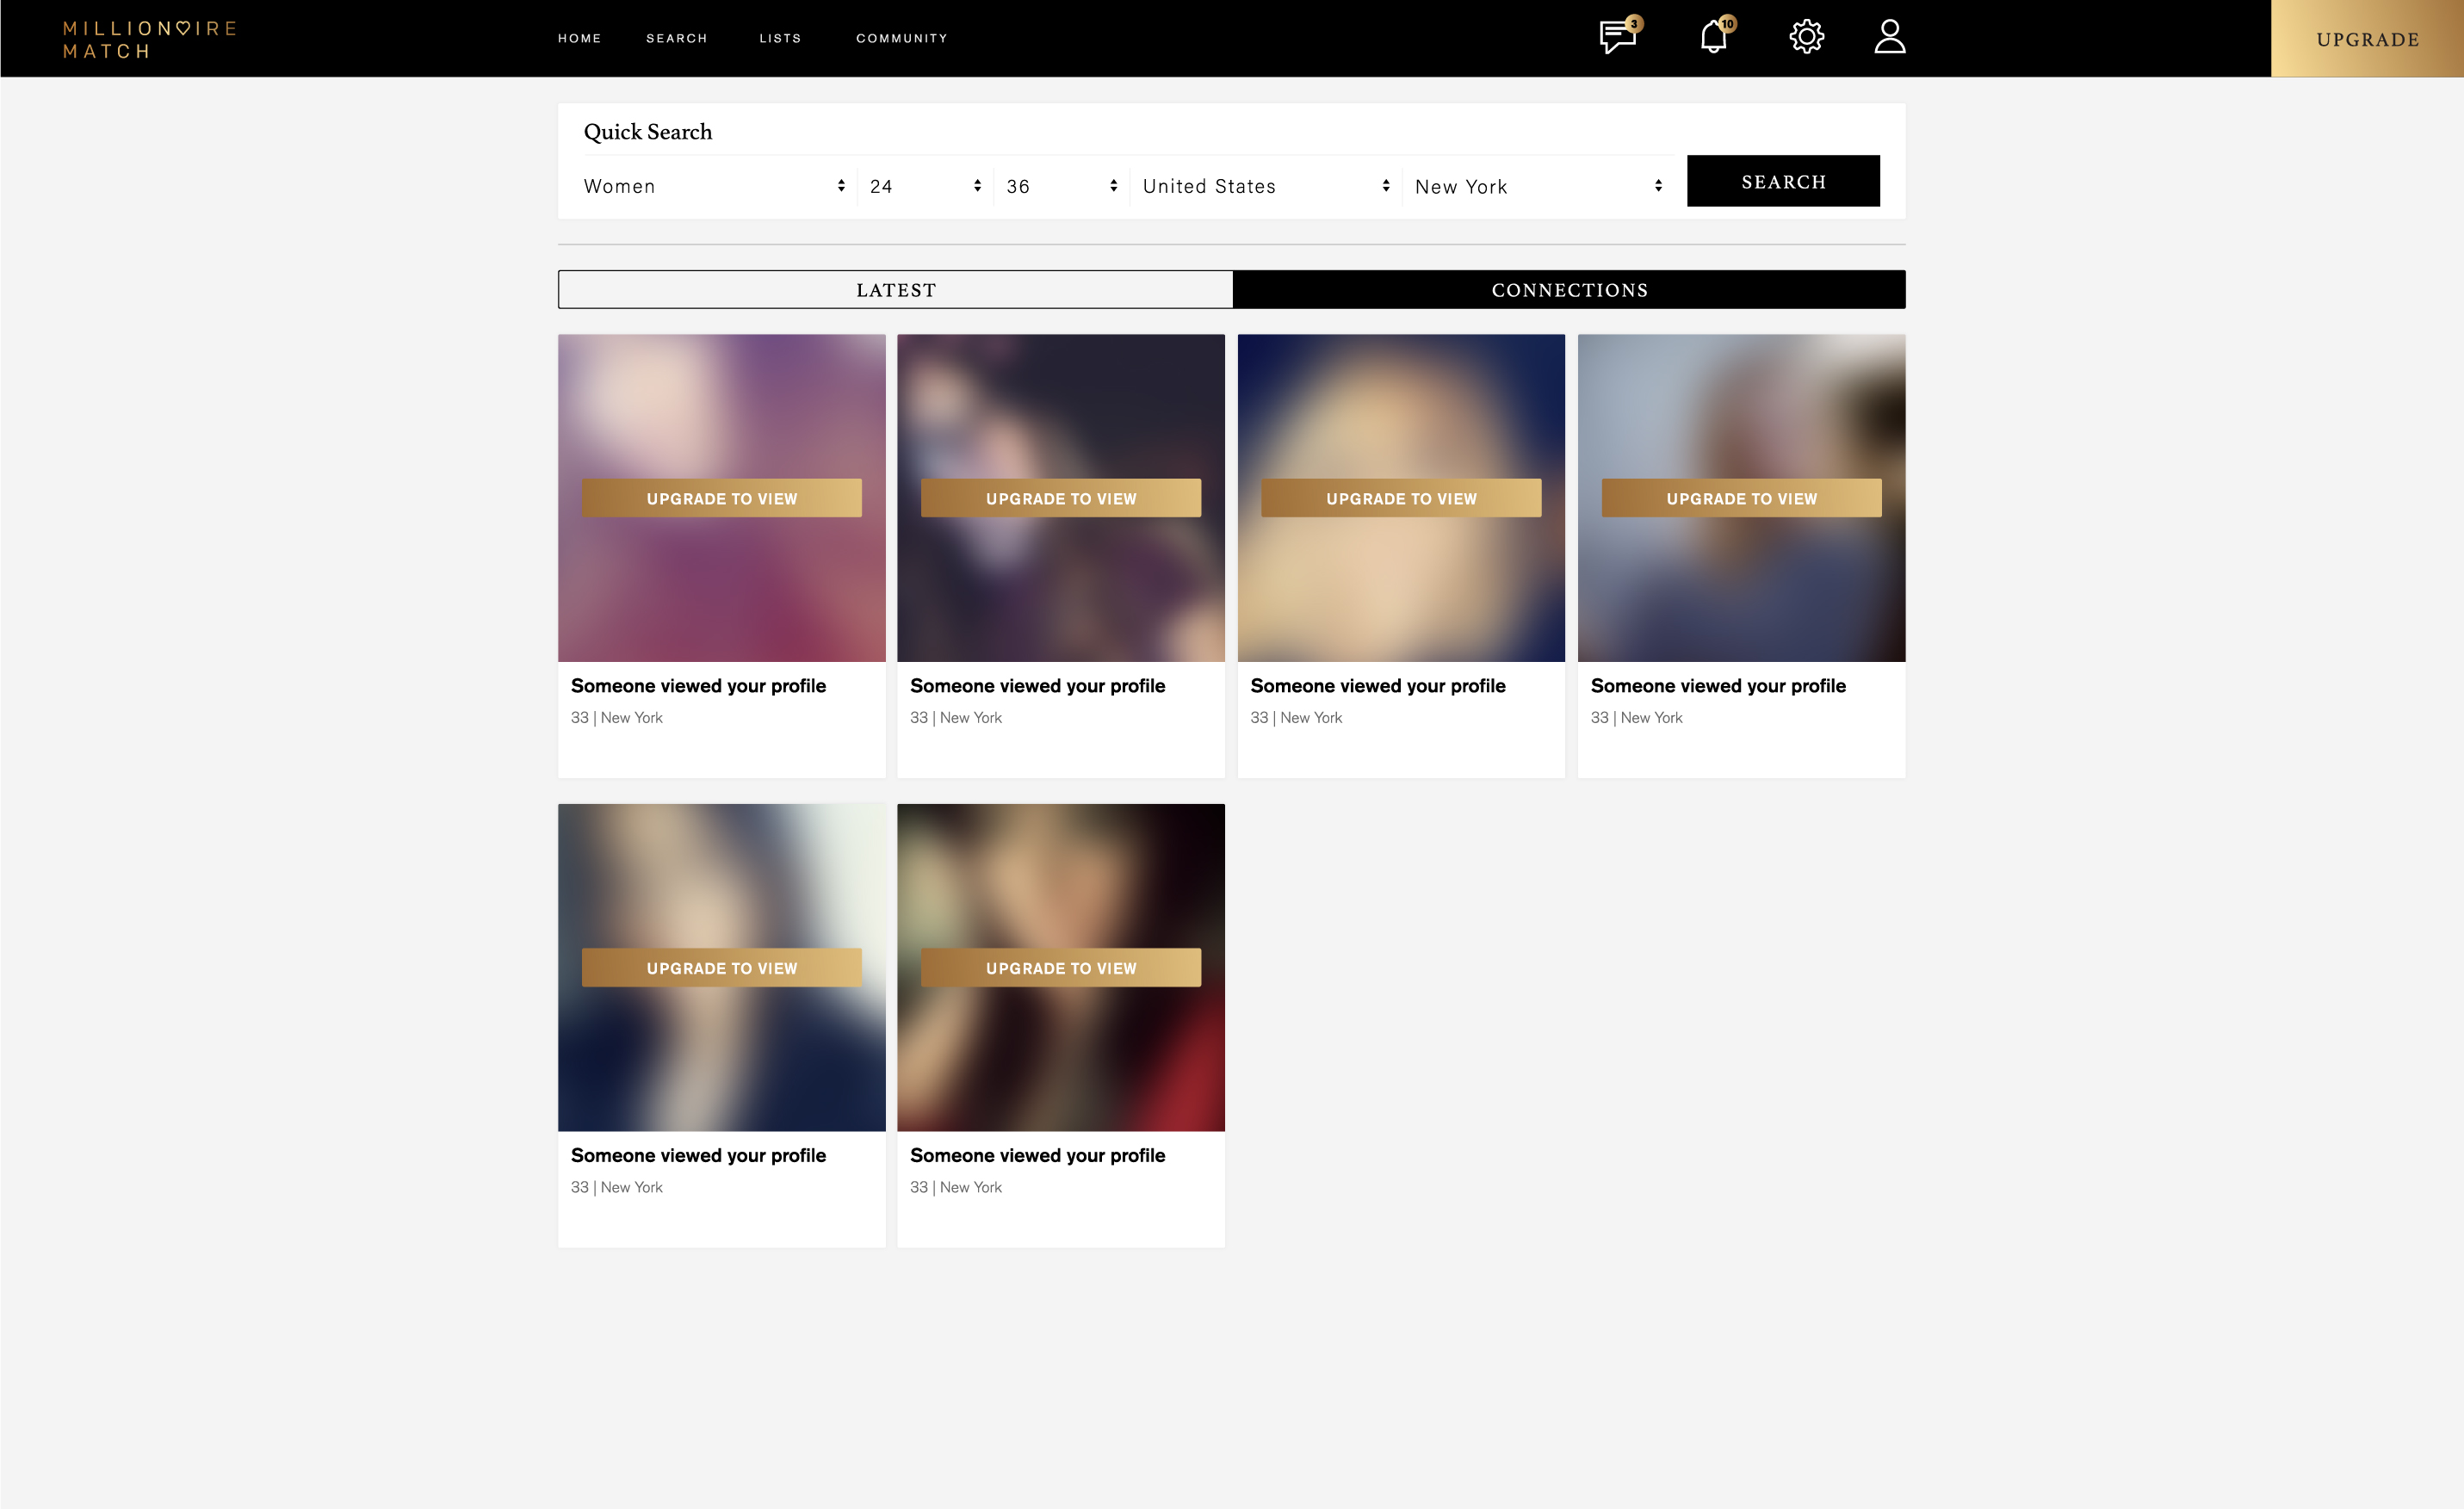 MILLION♡IRE
MATCH
HOME SEARCH LISTS COMMUNITY
3
10
UPGRADE
Quick Search
Women 24 36 United States New York
SEARCH
LATEST
CONNECTIONS
UPGRADE TO VIEW
UPGRADE TO VIEW
UPGRADE TO VIEW
UPGRADE TO VIEW
Someone viewed your profile
33 | New York
Someone viewed your profile
33 | New York
Someone viewed your profile
33 | New York
Someone viewed your profile
33 | New York
UPGRADE TO VIEW
UPGRADE TO VIEW
Someone viewed your profile
33 | New York
Someone viewed your profile
33 | New York